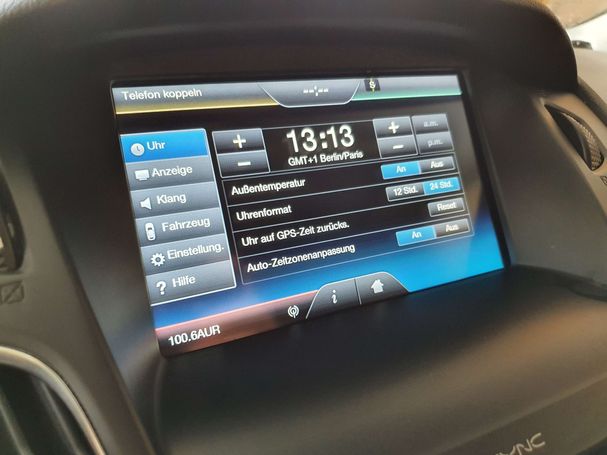 Telefon koppeln
--:--
Uhr
+ 13:13 + a.m.
- GMT+1 Berlin/Paris - p.m.
Anzeige
Außentemperatur An Aus
Klang
Uhrenformat 12 Std. 24 Std.
Fahrzeug
Uhr auf GPS-Zeit zurücks. Reset
Einstellung.
Auto-Zeitzonenanpassung An Aus
? Hilfe
i
100.6AUR
SYNC